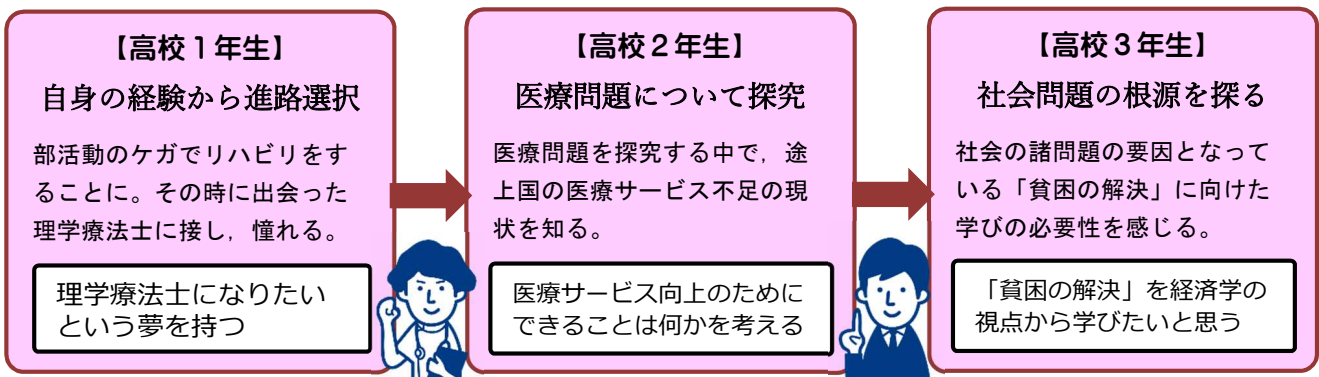 【高校１年生】
自身の経験から進路選択
部活動のケガでリハビリをす
ることに。その時に出会った
理学療法士に接し，憧れる。
理学療法士になりたい
という夢を持つ
【高校２年生】
医療問題について探究
医療問題を探究する中で，途
上国の医療サービス不足の現
状を知る。
医療サービス向上のために
できることは何かを考える
【高校３年生】
社会問題の根源を探る
社会の諸問題の要因となって
いる「貧困の解決」に向けた
学びの必要性を感じる。
「貧困の解決」を経済学の
視点から学びたいと思う